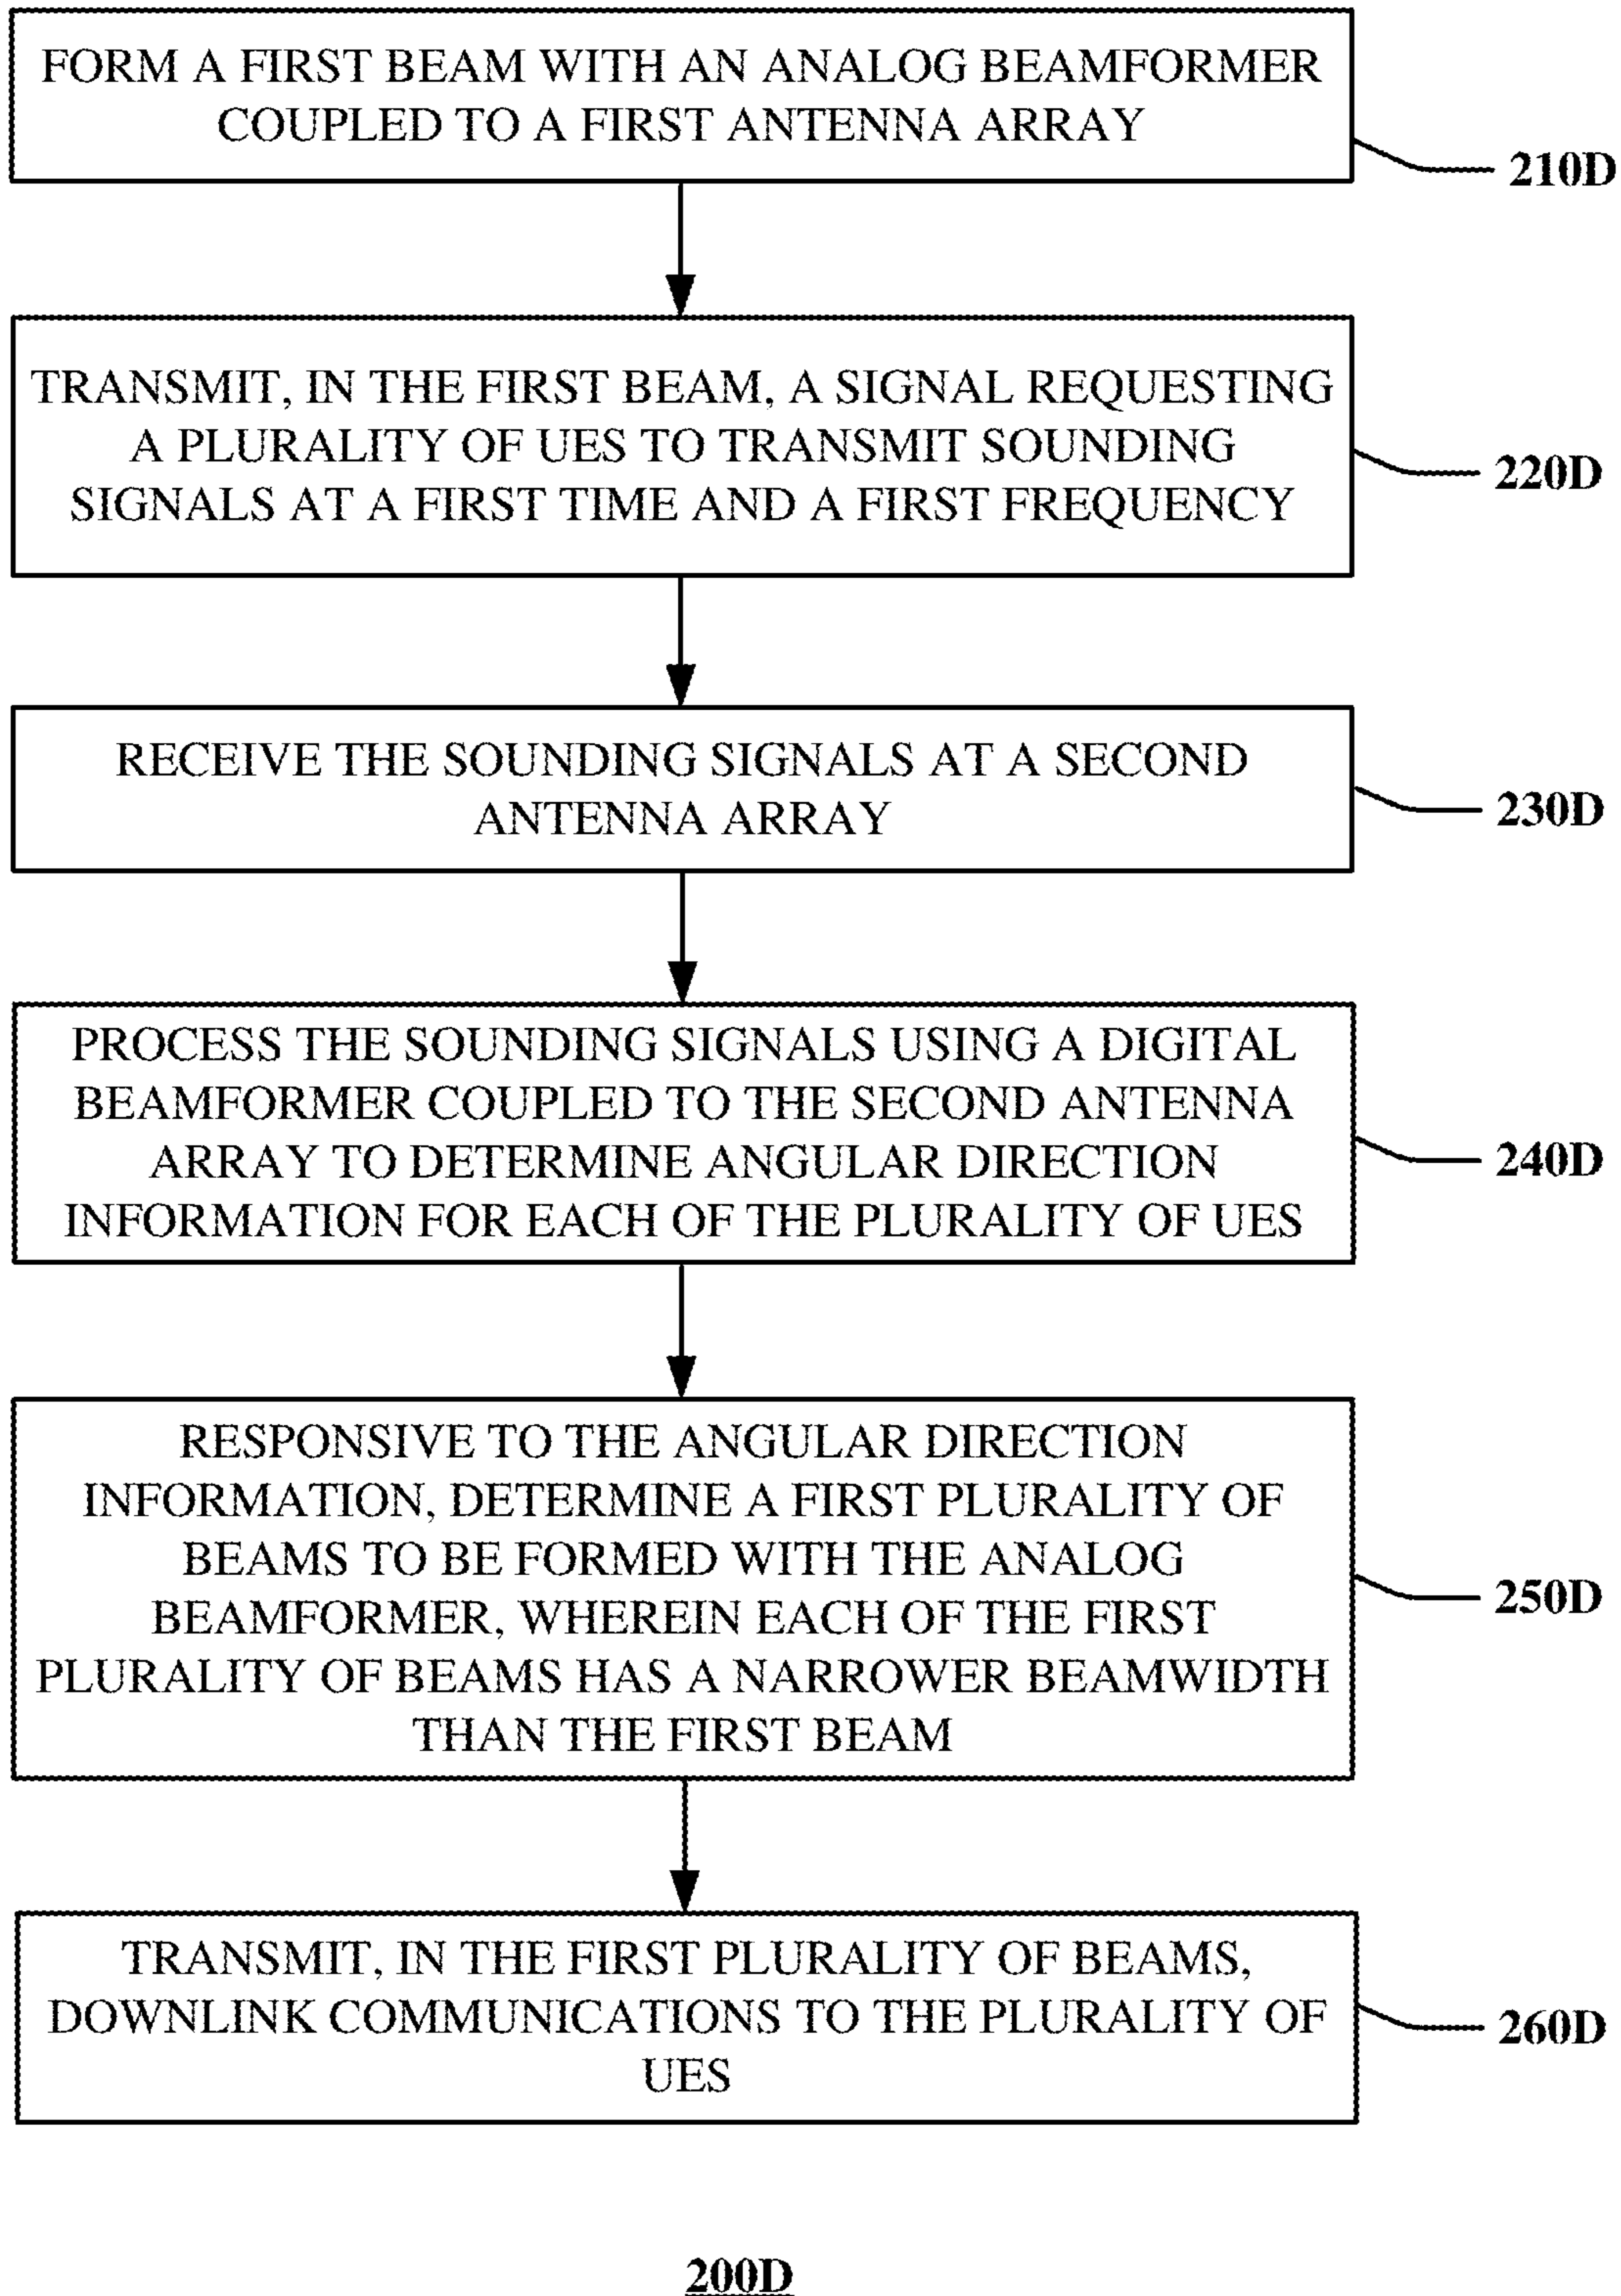 FORM A FIRST BEAM WITH AN ANALOG BEAMFORMER
COUPLED TO A FIRST ANTENNA ARRAY
210D
TRANSMIT, IN THE FIRST BEAM, A SIGNAL REQUESTING
A PLURALITY OF UES TO TRANSMIT SOUNDING
SIGNALS AT A FIRST TIME AND A FIRST FREQUENCY
220D
RECEIVE THE SOUNDING SIGNALS AT A SECOND
ANTENNA ARRAY
230D
PROCESS THE SOUNDING SIGNALS USING A DIGITAL
BEAMFORMER COUPLED TO THE SECOND ANTENNA
ARRAY TO DETERMINE ANGULAR DIRECTION
INFORMATION FOR EACH OF THE PLURALITY OF UES
240D
RESPONSIVE TO THE ANGULAR DIRECTION
INFORMATION, DETERMINE A FIRST PLURALITY OF
BEAMS TO BE FORMED WITH THE ANALOG
BEAMFORMER, WHEREIN EACH OF THE FIRST
PLURALITY OF BEAMS HAS A NARROWER BEAMWIDTH
THAN THE FIRST BEAM
250D
TRANSMIT, IN THE FIRST PLURALITY OF BEAMS,
DOWNLINK COMMUNICATIONS TO THE PLURALITY OF
UES
260D
200D